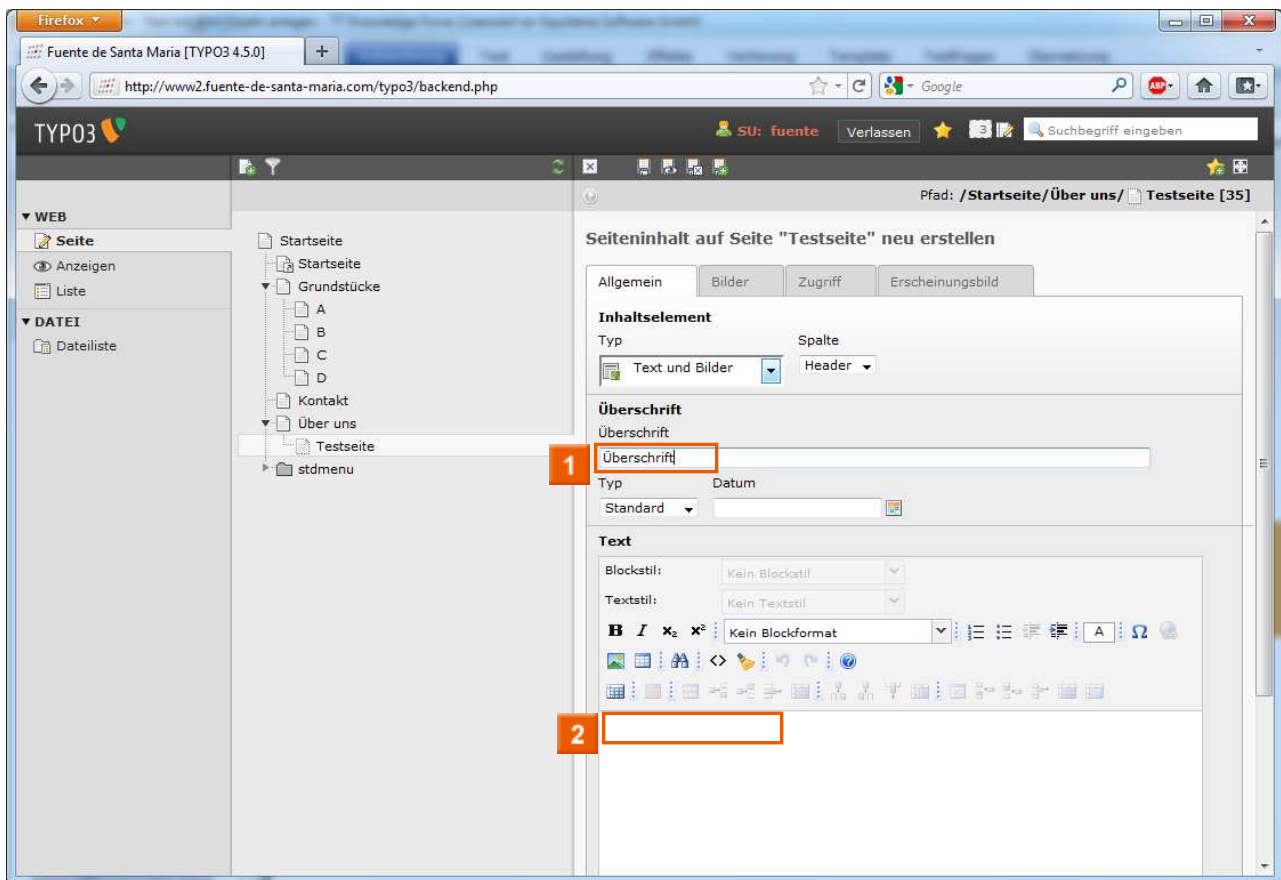 Firefox
Fuente de Santa Maria [TYPO3 4.5.0]
http://www2.fuente-de-santa-maria.com/typo3/backend.php
Google
ABP
TYPO3
SU: fuente
Verlassen
3
Suchbegriff eingeben
Pfad: /Startseite/Über uns/ Testseite [35]
WEB
Seite
Anzeigen
Liste
DATEI
Dateiliste
Startseite
Startseite
Grundstücke
A
B
C
D
Kontakt
Über uns
Testseite
stdmenu
Seiteninhalt auf Seite "Testseite" neu erstellen
Allgemein Bilder Zugriff Erscheinungsbild
Inhaltselement
Typ Spalte
Text und Bilder Header
Überschrift
Überschrift
1 Überschrift
Typ Datum
Standard
Text
Blockstil: Kein Blockstil
Textstil: Kein Textstil
B I x₂ x² Kein Blockformat A Ω
2